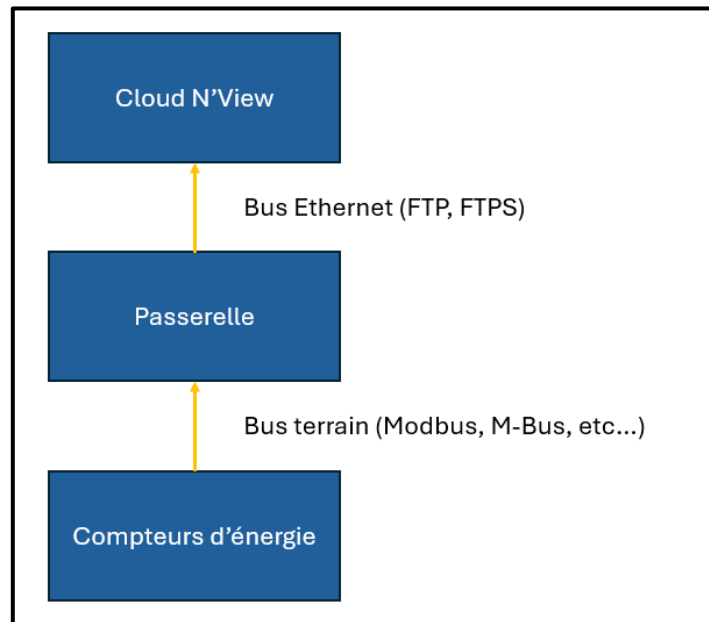 Cloud N'View
Bus Ethernet (FTP, FTPS)
Passerelle
Bus terrain (Modbus, M-Bus, etc...)
Compteurs d'énergie